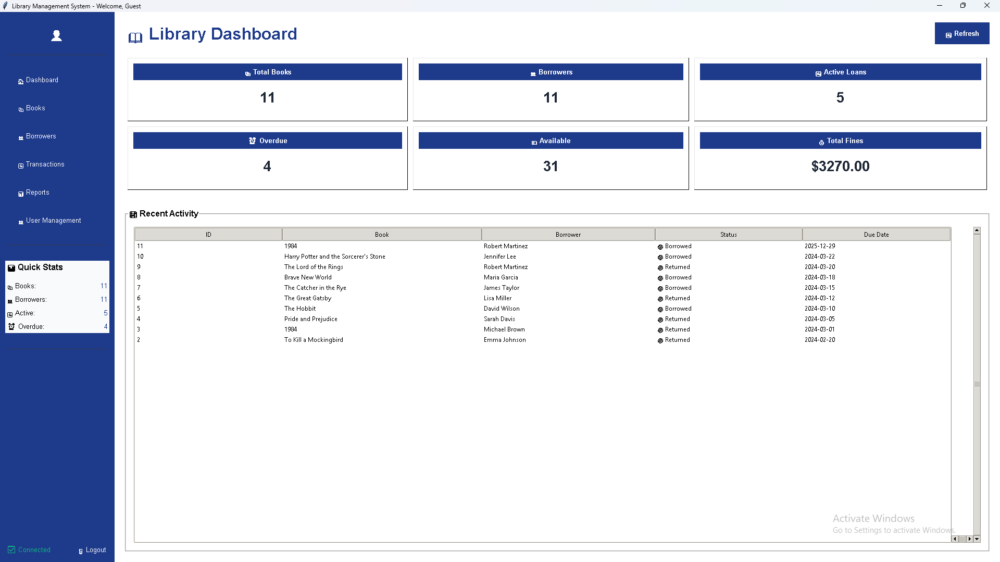 Library Management System - Welcome, Guest
Library Dashboard
Refresh
Dashboard
Books
Borrowers
Transactions
Reports
User Management
Total Books
11
Borrowers
11
Active Loans
5
Overdue
4
Available
31
Total Fines
$3270.00
Recent Activity
ID Book Borrower Status Due Date
11 1984 Robert Martinez Borrowed 2025-12-29
10 Harry Potter and the Sorcerer's Stone Jennifer Lee Borrowed 2024-03-22
9 The Lord of the Rings Robert Martinez Returned 2024-03-20
8 Brave New World Maria Garcia Borrowed 2024-03-18
7 The Catcher in the Rye James Taylor Borrowed 2024-03-15
6 The Great Gatsby Lisa Miller Returned 2024-03-12
5 The Hobbit David Wilson Borrowed 2024-03-10
4 Pride and Prejudice Sarah Davis Returned 2024-03-05
3 1984 Michael Brown Returned 2024-03-01
2 To Kill a Mockingbird Emma Johnson Returned 2024-02-20
Quick Stats
Books: 11
Borrowers: 11
Active: 5
Overdue: 4
Connected
Logout
Activate Windows
Go to Settings to activate Windows.